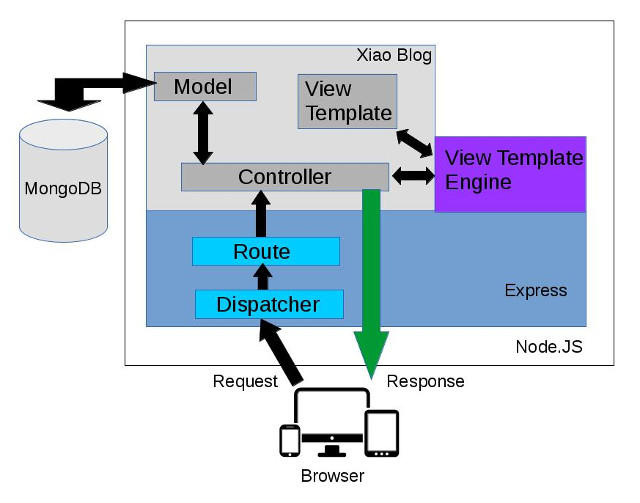 Xiao Blog
Model
View
Template
View Template
Engine
MongoDB
Controller
Route
Express
Dispatcher
Node.JS
Request
Response
Browser